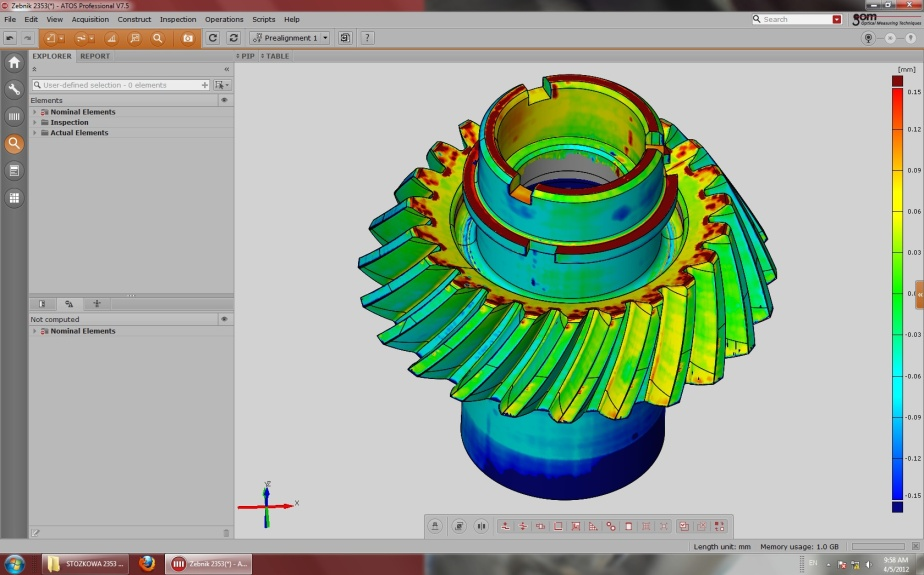 Zebnik 2353(*) - ATOS Professional V7.5
File Edit View Acquisition Construct Inspection Operations Scripts Help
Search
gom
Optical Measuring Techniques
Prealignment 1
EXPLORER REPORT
PIP TABLE
User-defined selection - 0 elements
Elements
Nominal Elements
Inspection
Actual Elements
Not computed
Nominal Elements
[mm]
0.15
0.12
0.09
0.06
0.03
-0.03
-0.06
-0.09
-0.12
-0.15
X
Length unit: mm Memory usage: 1.0 GB
STOZKOWA 2353 ...
Zebnik 2353(*) - A...
EN
9:58 AM
4/5/2012